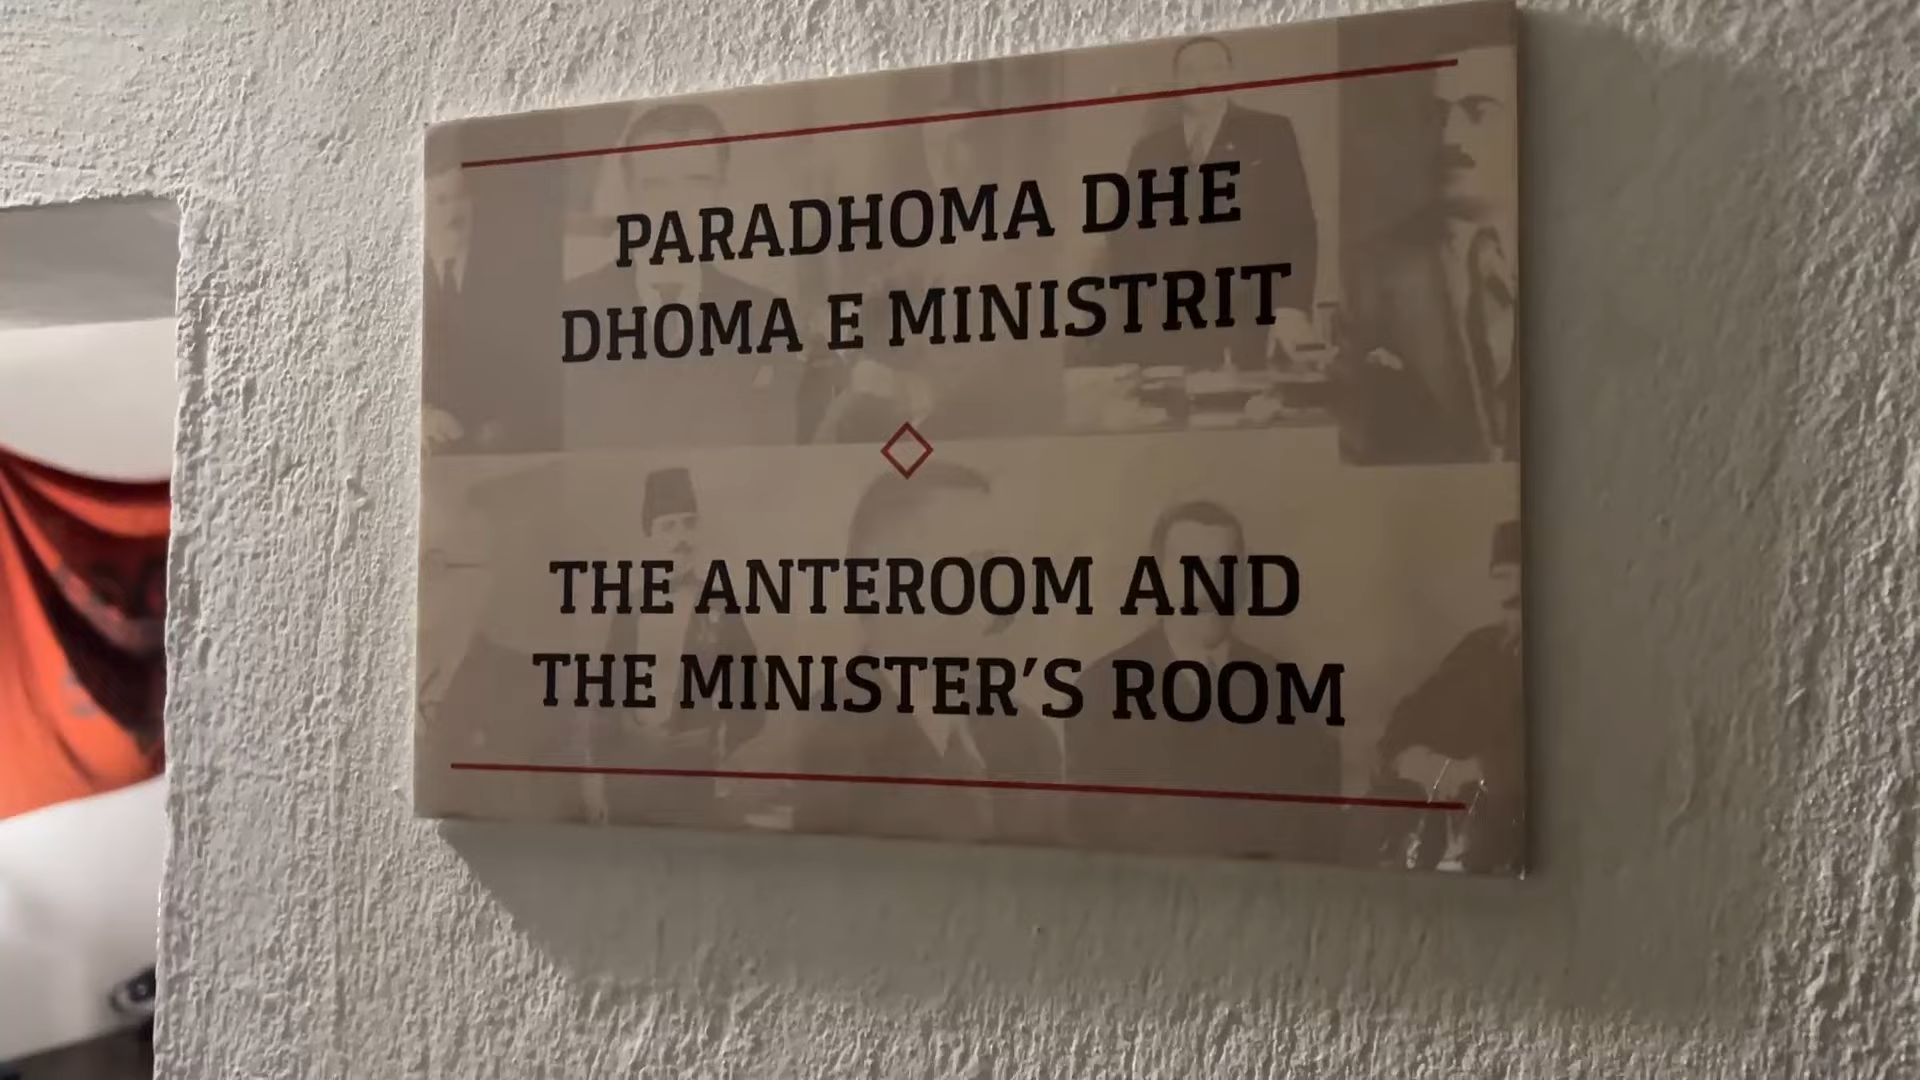 PARADHOMA DHE
DHOMA E MINISTRIT
THE ANTEROOM AND
THE MINISTER’S ROOM